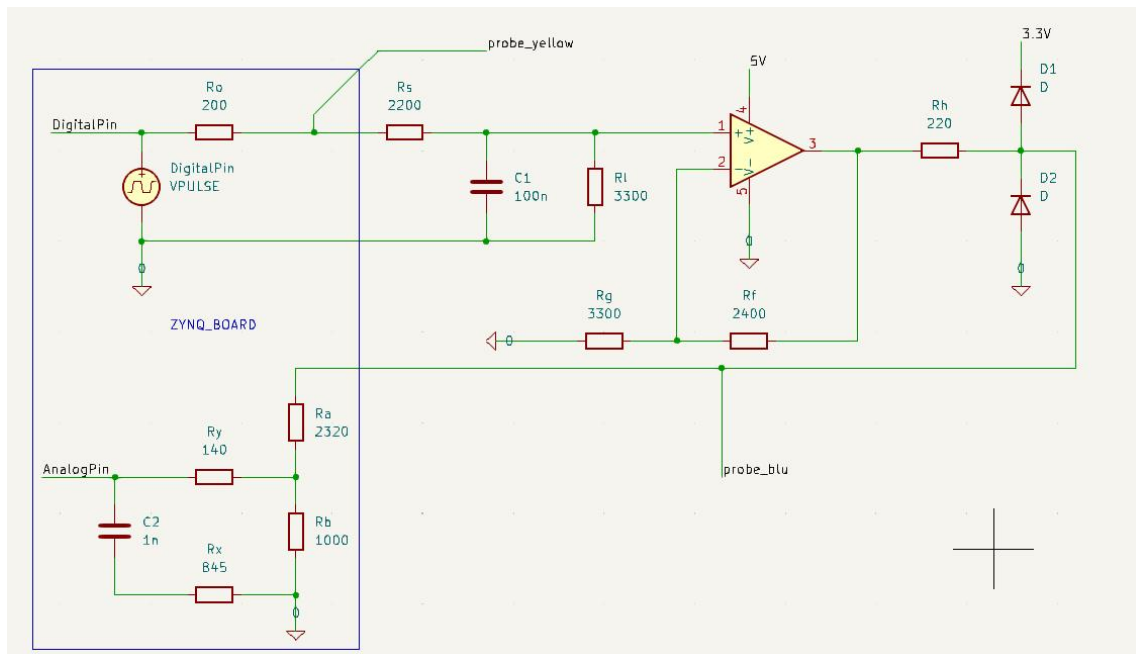 probe_yellow
3.3V
5V
D1
D
Ro
200
Rs
2200
Rh
220
DigitalPin
1
+
4
V+
3
2
-
V-
5
DigitalPin
VPULSE
+
C1
100n
Rl
3300
D2
D
0
0
0
ZYNQ_BOARD
Rg
3300
Rf
2400
0
Ra
2320
Ry
140
AnalogPin
probe_blu
C2
1n
Rb
1000
Rx
845
0